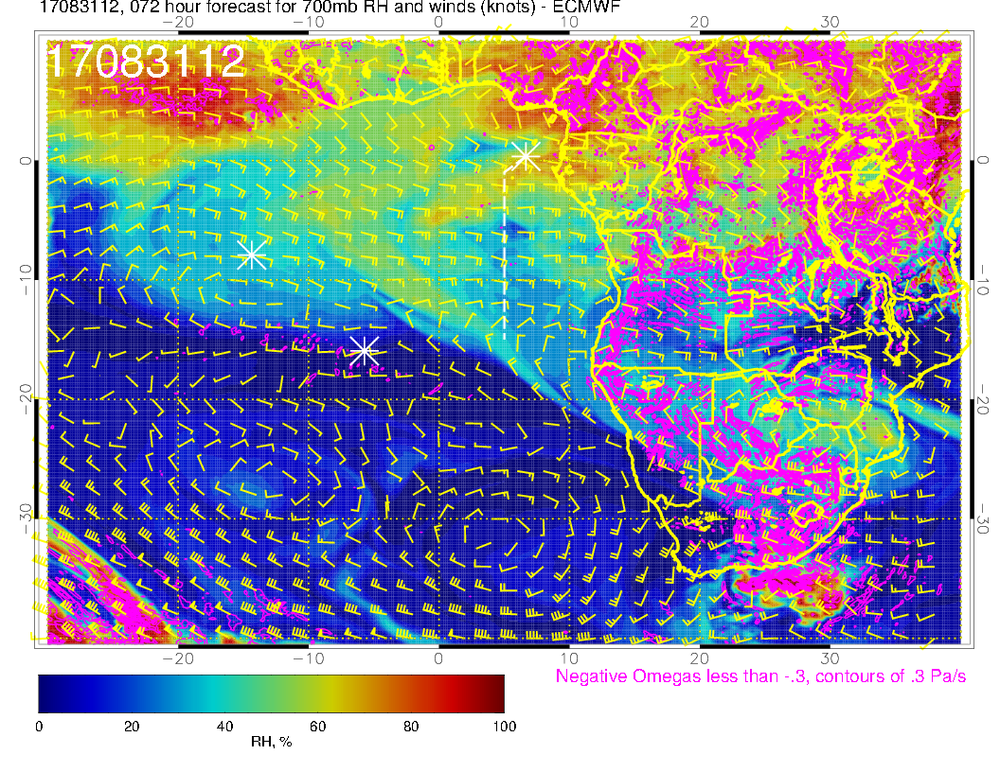 17083112, 072 hour forecast for 700mb RH and winds (knots) - ECMWF
−20 −10 0 10 20 30
17083112
0 0
−10 −10
−20 −20
−30 −30
−20 −10 0 10 20 30
Negative Omegas less than -.3, contours of .3 Pa/s
0 20 40 60 80 100
RH, %